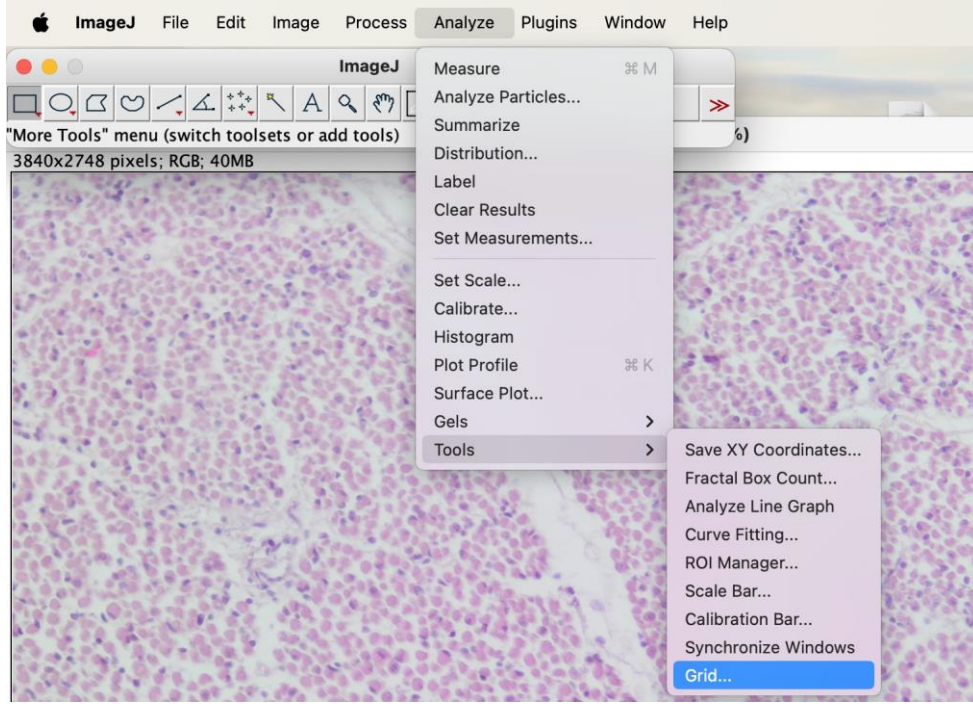 ImageJ File Edit Image Process Analyze Plugins Window Help
ImageJ
A
"More Tools" menu (switch toolsets or add tools)
%)
3840x2748 pixels; RGB; 40MB
Measure ⌘ M
Analyze Particles...
Summarize
Distribution...
Label
Clear Results
Set Measurements...
Set Scale...
Calibrate...
Histogram
Plot Profile ⌘ K
Surface Plot...
Gels
Tools
Save XY Coordinates...
Fractal Box Count...
Analyze Line Graph
Curve Fitting...
ROI Manager...
Scale Bar...
Calibration Bar...
Synchronize Windows
Grid...